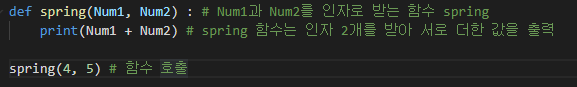 def spring(Num1, Num2) : # Num1과 Num2를 인자로 받는 함수 spring
    print(Num1 + Num2) # spring 함수는 인자 2개를 받아 서로 더한 값을 출력
spring(4, 5) # 함수 호출